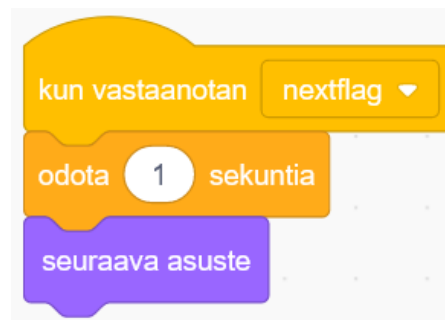 kun vastaanotan nextflag
odota 1 sekuntia
seuraava asuste